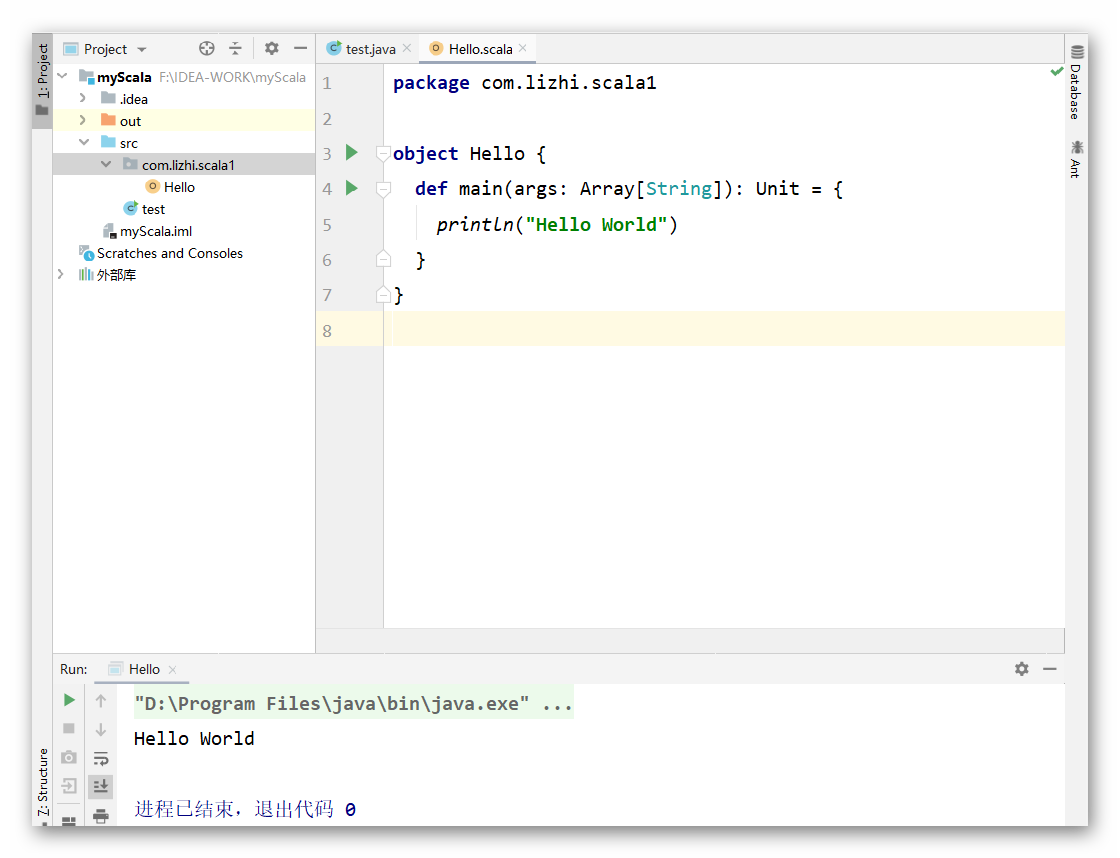 1: Project
Project
myScala F:\IDEA-WORK\myScala
.idea
out
src
com.lizhi.scala1
Hello
test
myScala.iml
Scratches and Consoles
外部库
test.java
Hello.scala
1 package com.lizhi.scala1
2
3 object Hello {
4 def main(args: Array[String]): Unit = {
5 println("Hello World")
6 }
7 }
8
Database
Ant
Run: Hello
"D:\Program Files\java\bin\java.exe" ...
Hello World
进程已结束，退出代码 0
Z: Structure